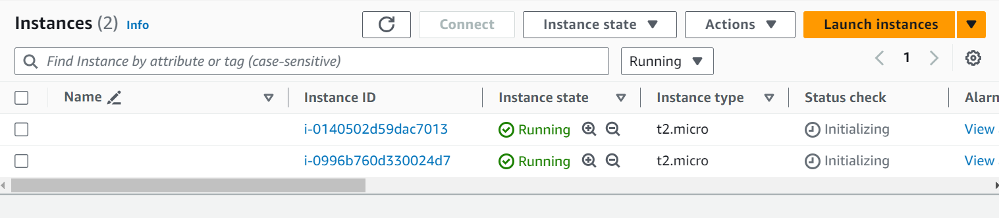 Instances (2) Info Connect Instance state Actions Launch instances
Find Instance by attribute or tag (case-sensitive) Running 1
Name Instance ID Instance state Instance type Status check Alarm
i-0140502d59dac7013 Running t2.micro Initializing View
i-0996b760d330024d7 Running t2.micro Initializing View